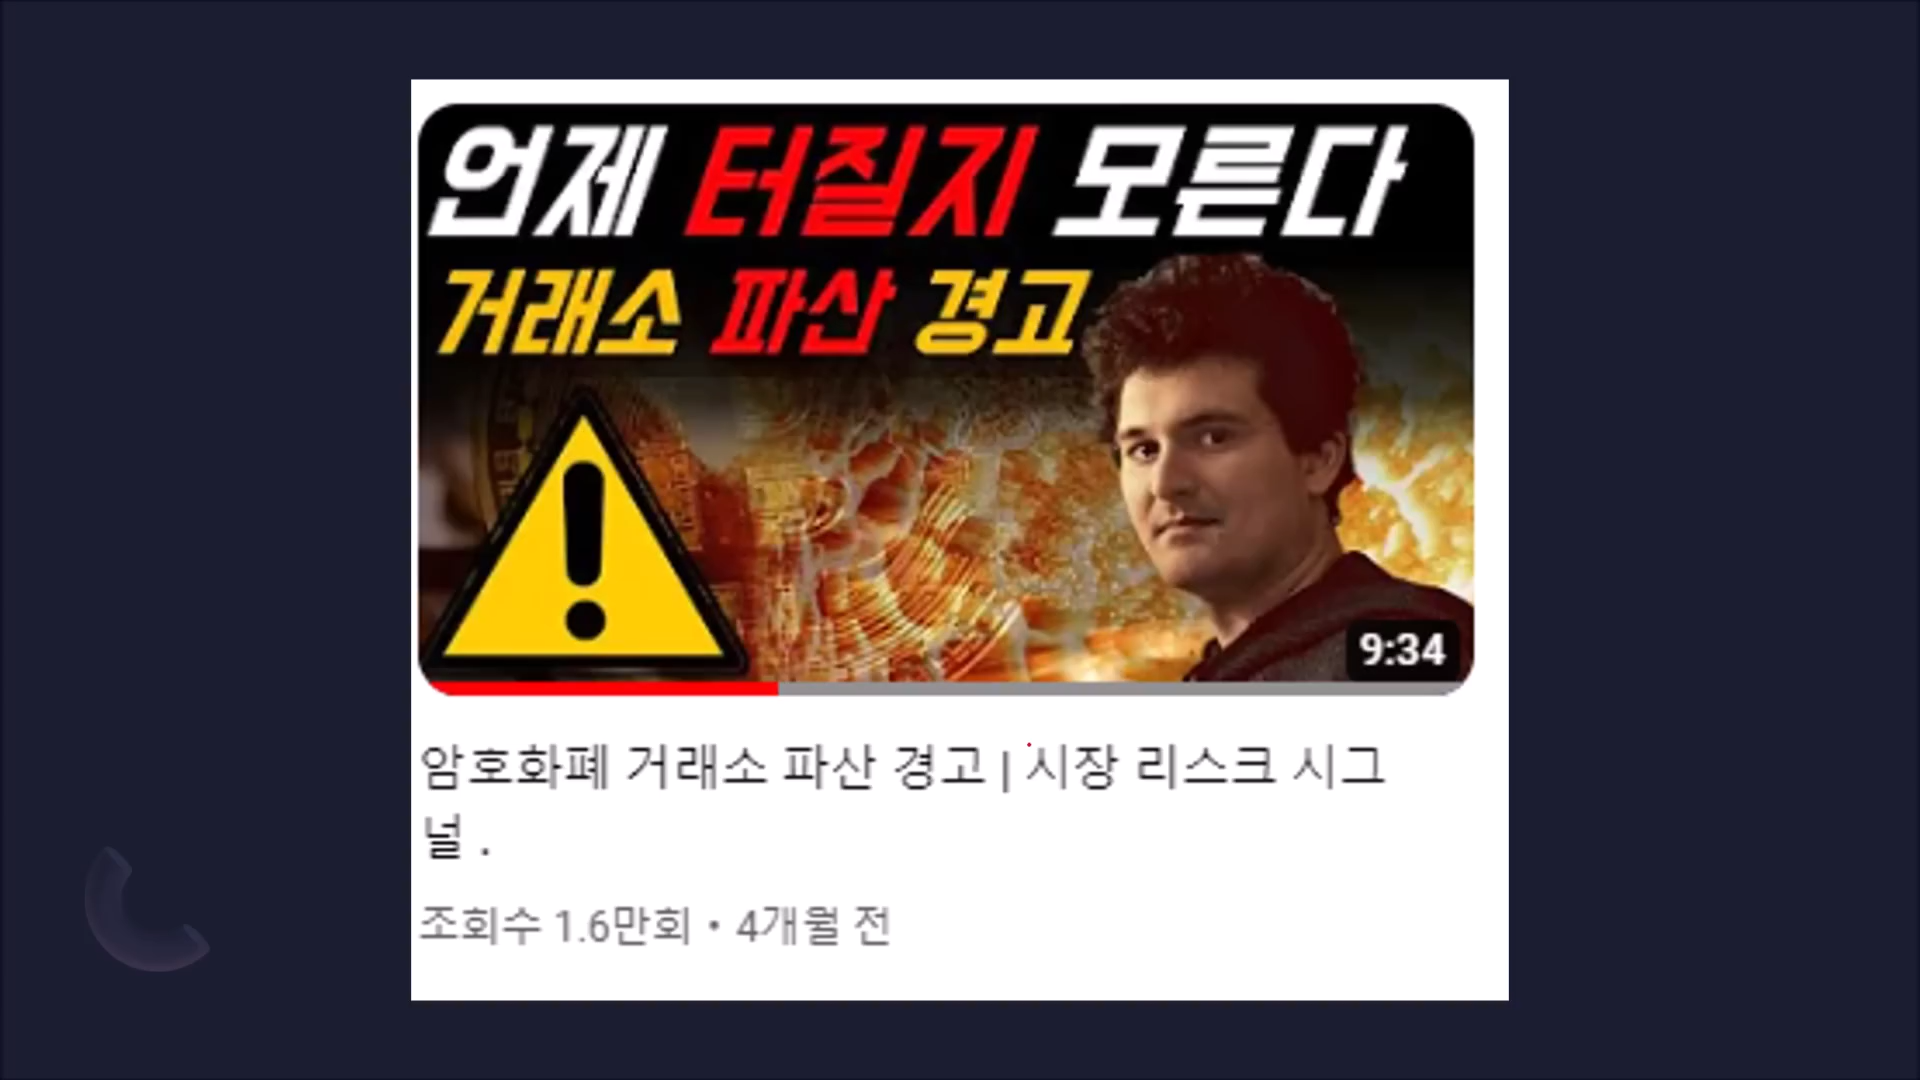 언제 터질지 모른다
거래소 파산 경고
9:34
암호화폐 거래소 파산 경고 | 시장 리스크 시그
널 .
조회수 1.6만회 • 4개월 전